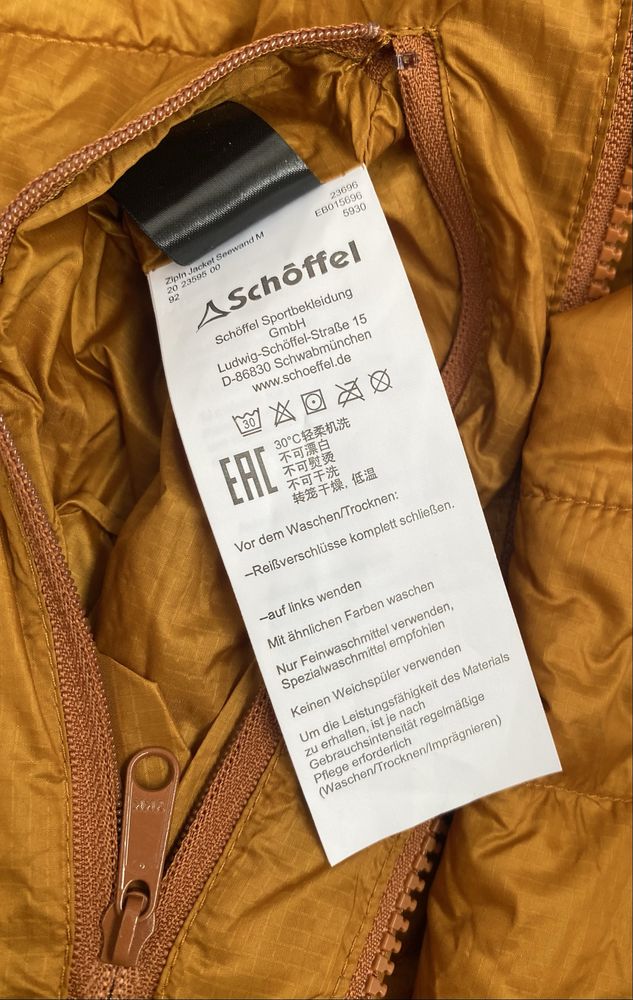 ZipIn Jacket Seewand M
20 23595 00
92
23696
EB015696
5930
Schöffel
Schöffel Sportbekleidung
GmbH
Ludwig-Schöffel-Straße 15
D-86830 Schwabmünchen
www.schoeffel.de
30
EAC
30°C轻柔机洗
不可漂白
不可熨烫
不可干洗
转笼干燥, 低温
Vor dem Waschen/Trocknen:
–Reißverschlüsse komplett schließen.
–auf links wenden
Mit ähnlichen Farben waschen
Nur Feinwaschmittel verwenden,
Spezialwaschmittel empfohlen
Keinen Weichspüler verwenden
Um die Leistungsfähigkeit des Materials
zu erhalten, ist je nach
Gebrauchsintensität regelmäßige
Pflege erforderlich
(Waschen/Trocknen/Imprägnieren)
YKK